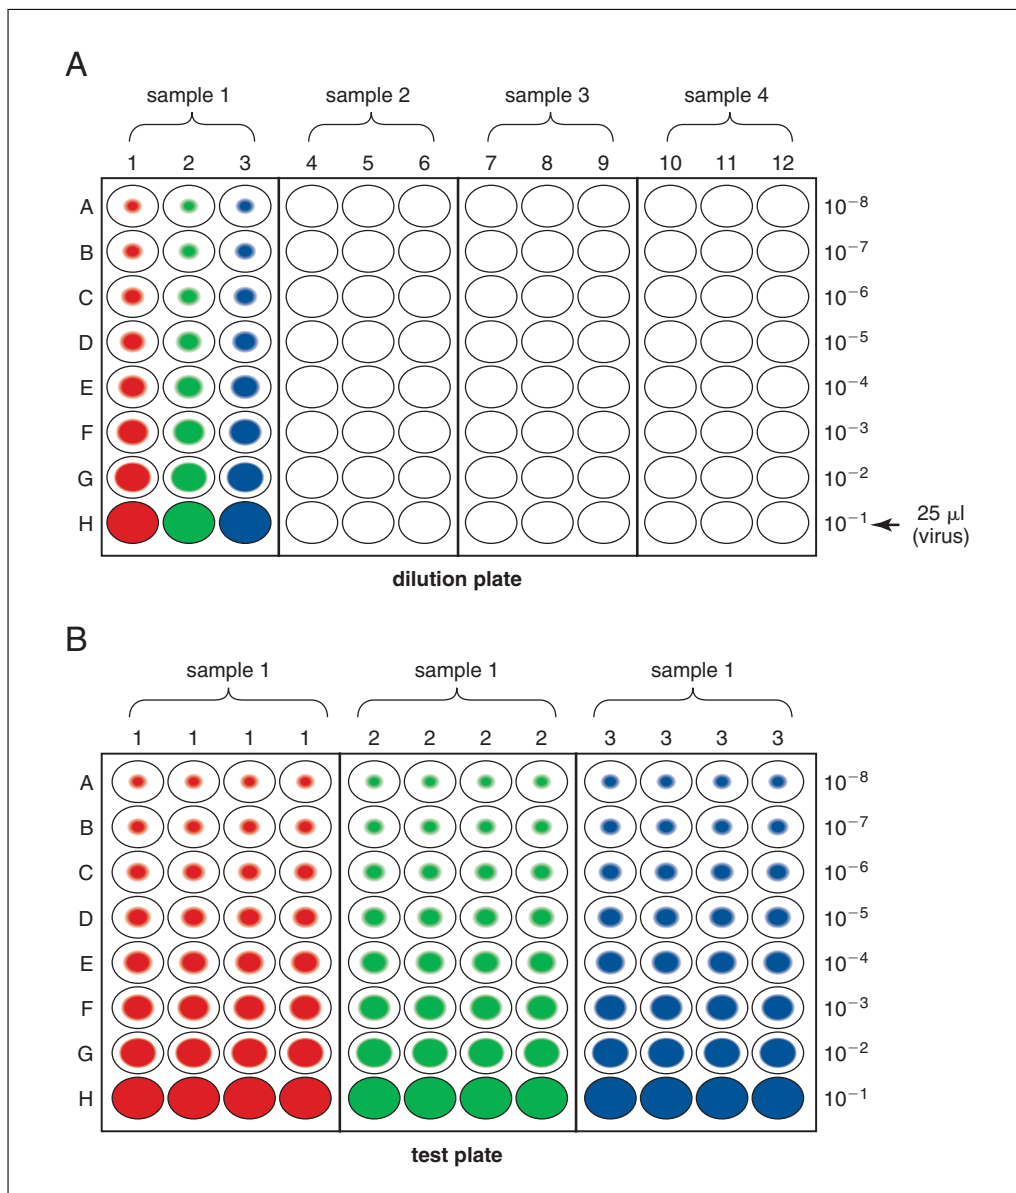 A
sample 1 sample 2 sample 3 sample 4
1 2 3 4 5 6 7 8 9 10 11 12
A 10⁻⁸
B 10⁻⁷
C 10⁻⁶
D 10⁻⁵
E 10⁻⁴
F 10⁻³
G 10⁻²
H 10⁻¹ 25 µl
(virus)
dilution plate
B
sample 1 sample 1 sample 1
1 1 1 1 2 2 2 2 3 3 3 3
A 10⁻⁸
B 10⁻⁷
C 10⁻⁶
D 10⁻⁵
E 10⁻⁴
F 10⁻³
G 10⁻²
H 10⁻¹
test plate